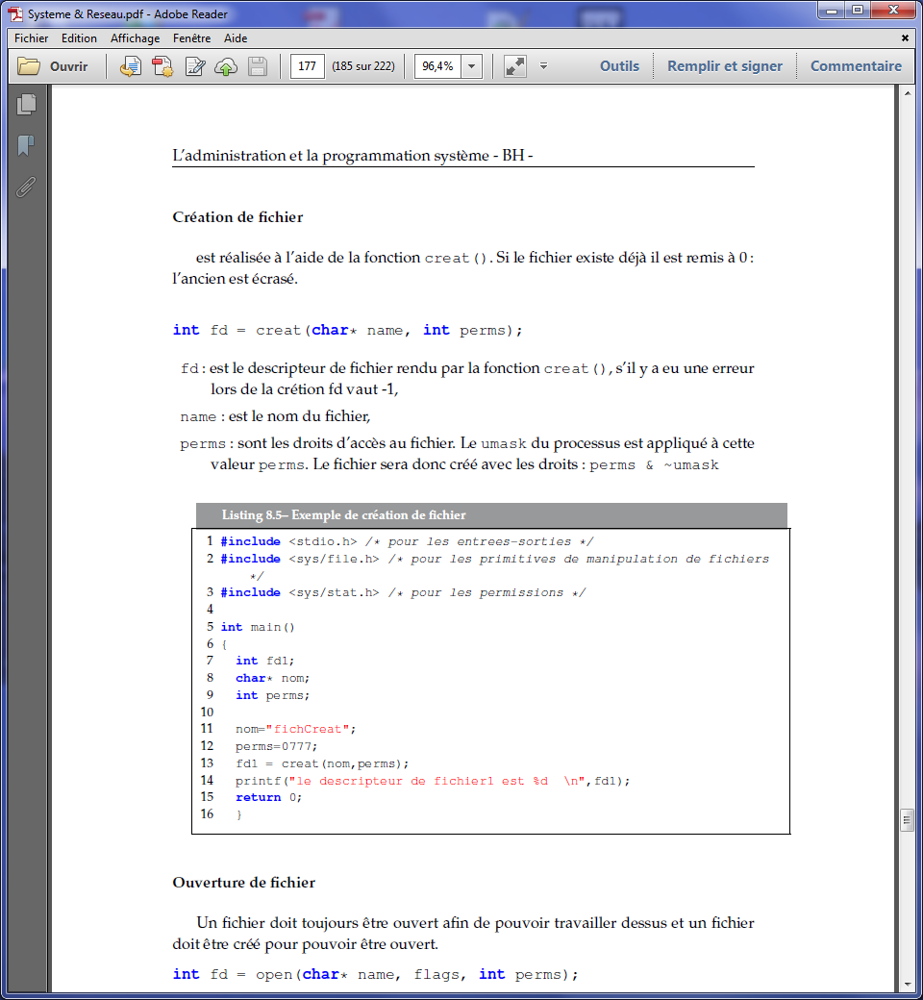 Systeme & Reseau.pdf - Adobe Reader
Fichier Edition Affichage Fenêtre Aide
Ouvrir 177 (185 sur 222) 96,4% Outils Remplir et signer Commentaire
L'administration et la programmation système - BH -
Création de fichier
est réalisée à l'aide de la fonction creat(). Si le fichier existe déjà il est remis à 0 :
l'ancien est écrasé.
int fd = creat(char* name, int perms);
fd : est le descripteur de fichier rendu par la fonction creat(), s'il y a eu une erreur
lors de la crétion fd vaut -1,
name : est le nom du fichier,
perms : sont les droits d'accès au fichier. Le umask du processus est appliqué à cette
valeur perms. Le fichier sera donc créé avec les droits : perms & ~umask
Listing 8.5– Exemple de création de fichier
1 #include <stdio.h> /* pour les entrees-sorties */
2 #include <sys/file.h> /* pour les primitives de manipulation de fichiers
*/
3 #include <sys/stat.h> /* pour les permissions */
4
5 int main()
6 {
7 int fd1;
8 char* nom;
9 int perms;
10
11 nom="fichCreat";
12 perms=0777;
13 fd1 = creat(nom,perms);
14 printf("le descripteur de fichier1 est %d  \n",fd1);
15 return 0;
16 }
Ouverture de fichier
Un fichier doit toujours être ouvert afin de pouvoir travailler dessus et un fichier
doit être créé pour pouvoir être ouvert.
int fd = open(char* name, flags, int perms);